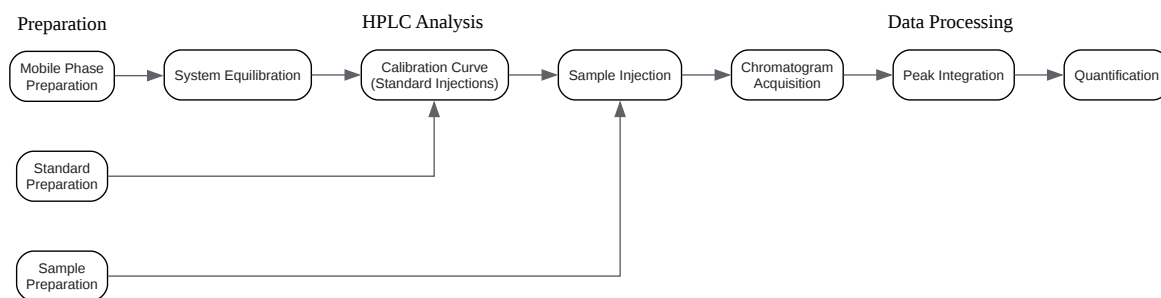 Preparation
HPLC Analysis
Data Processing
Mobile Phase
Preparation
System Equilibration
Calibration Curve
(Standard Injections)
Sample Injection
Chromatogram
Acquisition
Peak Integration
Quantification
Standard
Preparation
Sample
Preparation